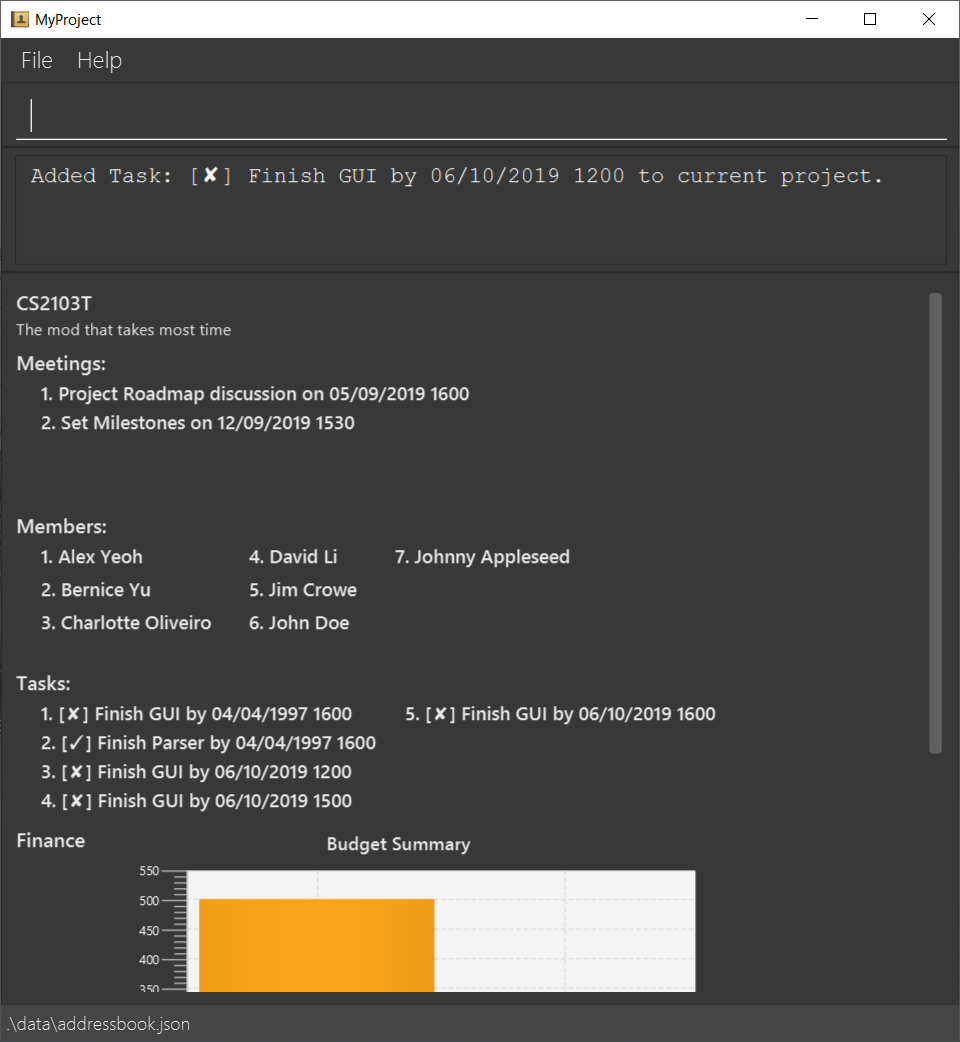 MyProject
File Help
Added Task: [✘] Finish GUI by 06/10/2019 1200 to current project.
CS2103T
The mod that takes most time
Meetings:
1. Project Roadmap discussion on 05/09/2019 1600
2. Set Milestones on 12/09/2019 1530
Members:
1. Alex Yeoh 4. David Li 7. Johnny Appleseed
2. Bernice Yu 5. Jim Crowe
3. Charlotte Oliveiro 6. John Doe
Tasks:
1. [✘] Finish GUI by 04/04/1997 1600 5. [✘] Finish GUI by 06/10/2019 1600
2. [✓] Finish Parser by 04/04/1997 1600
3. [✘] Finish GUI by 06/10/2019 1200
4. [✘] Finish GUI by 06/10/2019 1500
Finance Budget Summary
550
500
450
400
350
.\data\addressbook.json